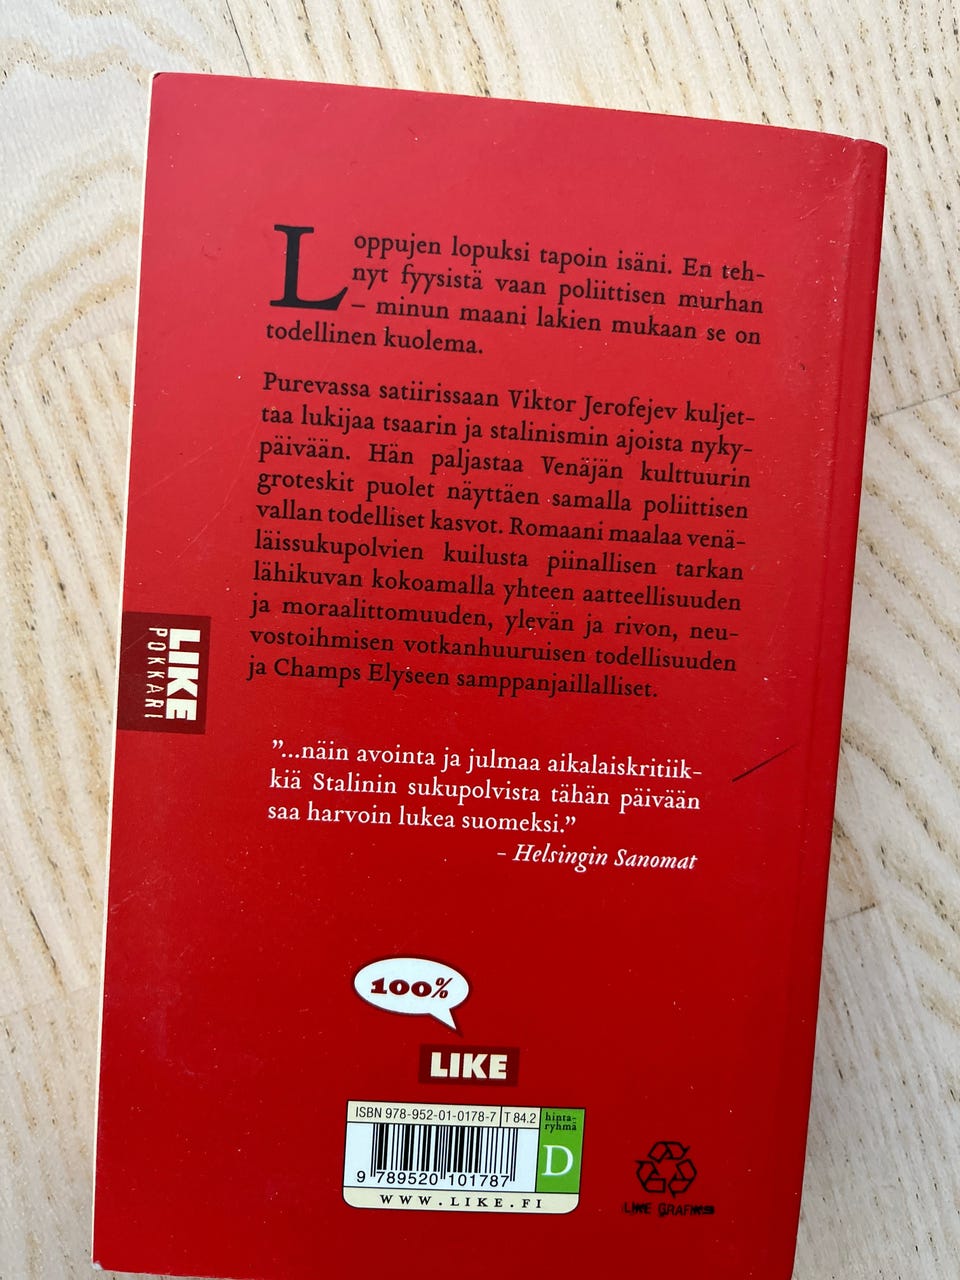 Loppujen lopuksi tapoin isäni. En teh-
nyt fyysistä vaan poliittisen murhan
– minun maani lakien mukaan se on
todellinen kuolema.
Purevassa satiirissaan Viktor Jerofejev kuljet-
taa lukijaa tsaarin ja stalinismin ajoista nyky-
päivään. Hän paljastaa Venäjän kulttuurin
groteskit puolet näyttäen samalla poliittisen
vallan todelliset kasvot. Romaani maalaa venä-
läissukupolvien kuilusta piinallisen tarkan
lähikuvan kokoamalla yhteen aatteellisuuden
ja moraalittomuuden, ylevän ja rivon, neu-
vostoihmisen votkanhuuruisen todellisuuden
ja Champs Elyseen samppanjaillalliset.
LIKE
POKKARI
”...näin avointa ja julmaa aikalaiskritiik-
kiä Stalinin sukupolvista tähän päivään
saa harvoin lukea suomeksi.”
– Helsingin Sanomat
100%
LIKE
ISBN 978-952-01-0178-7 T 84.2
hinta-
ryhmä
D
9 789520 101787
WWW.LIKE.FI
LIKE GRAFIKS